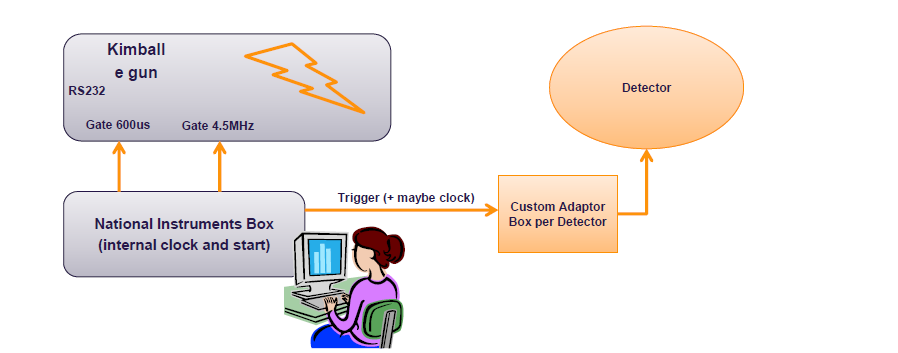 Kimball
e gun
RS232
Gate 600us
Gate 4.5MHz
Detector
National Instruments Box
(internal clock and start)
Trigger (+ maybe clock)
Custom Adaptor
Box per Detector